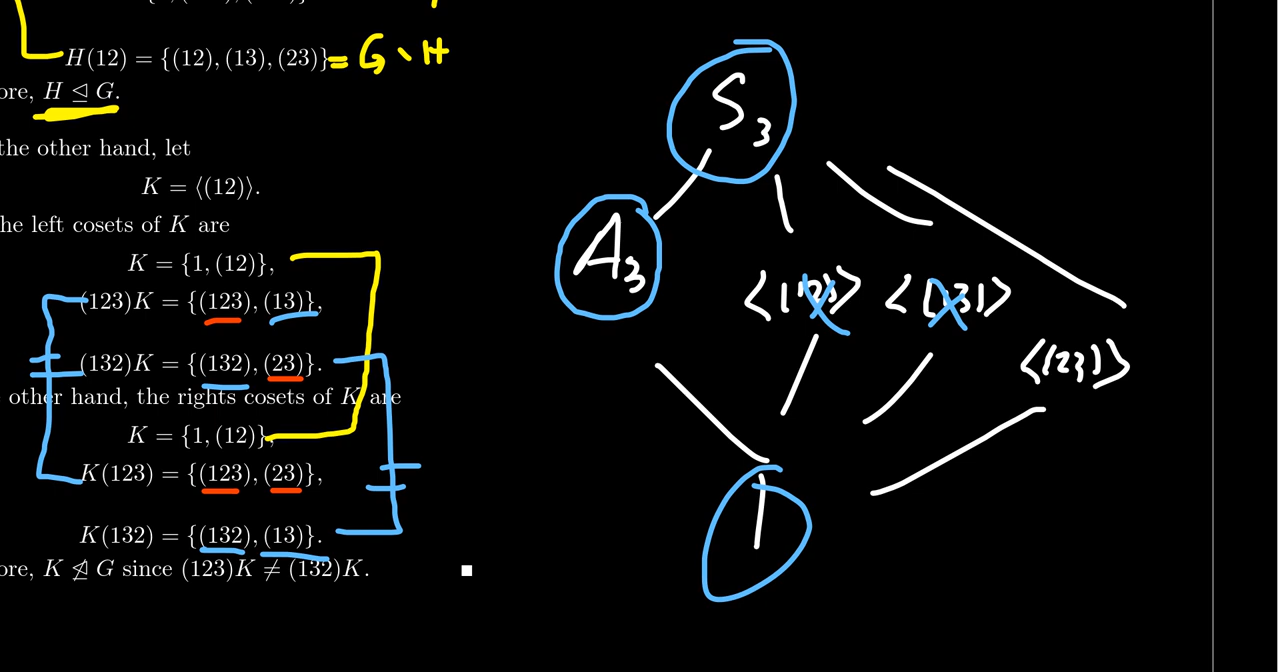 H(12) = {(12), (13), (23)} = G \ H
ore, H ⊴ G.
the other hand, let
K = ⟨(12)⟩.
he left cosets of K are
K = {1, (12)},
(123)K = {(123), (13)},
(132)K = {(132), (23)}.
other hand, the rights cosets of K are
K = {1, (12)},
K(123) = {(123), (23)},
K(132) = {(132), (13)}.
ore, K ⋬ G since (123)K ≠ (132)K.
S₃
A₃
⟨(12)⟩ ⟨(13)⟩
⟨(23)⟩
1